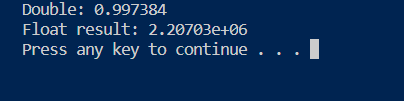 Double: 0.997384
Float result: 2.20703e+06
Press any key to continue . . .